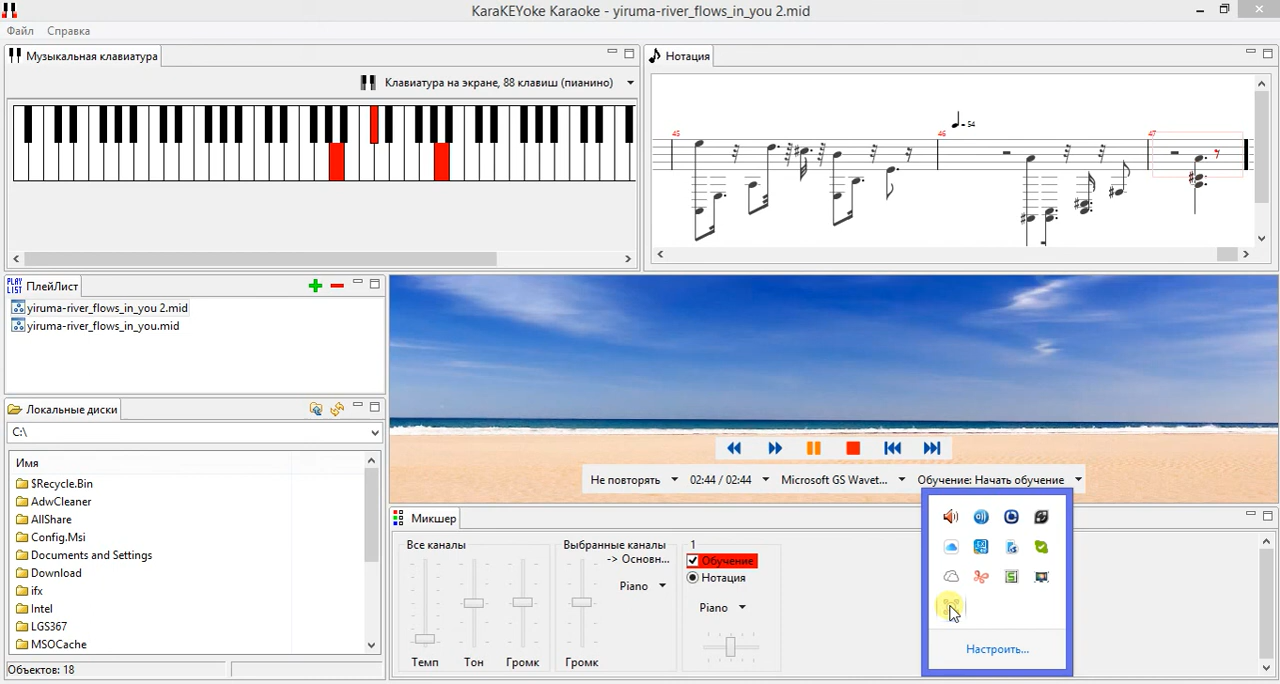 KaraKEYoke Karaoke - yiruma-river_flows_in_you 2.mid
Файл Справка
Музыкальная клавиатура
Нотация
Клавиатура на экране, 88 клавиш (пианино)
45
46
54
47
PLAY LIST ПлейЛист
yiruma-river_flows_in_you 2.mid
yiruma-river_flows_in_you.mid
Локальные диски
C:\
Имя
$Recycle.Bin
AdwCleaner
AllShare
Config.Msi
Documents and Settings
Download
ifx
Intel
LGS367
MSOCache
Объектов: 18
Не повторять 02:44 / 02:44 Microsoft GS Wavet... Обучение: Начать обучение
Микшер
Все каналы
Темп Тон Громк
Выбранные каналы
-> Основн...
Piano
Громк
1
Обучение
Нотация
Piano
Настроить...